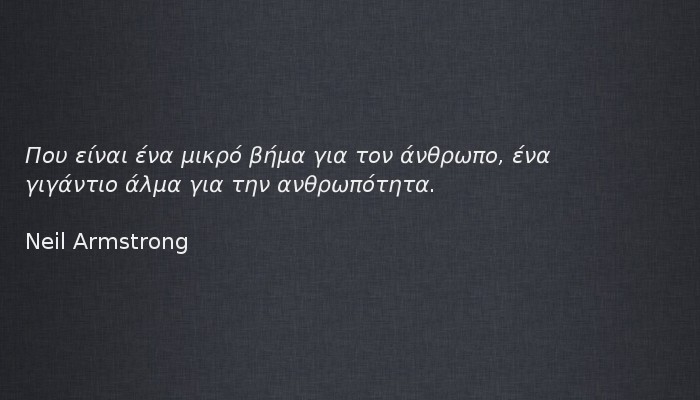 Που είναι ένα μικρό βήμα για τον άνθρωπο, ένα
γιγάντιο άλμα για την ανθρωπότητα.
Neil Armstrong